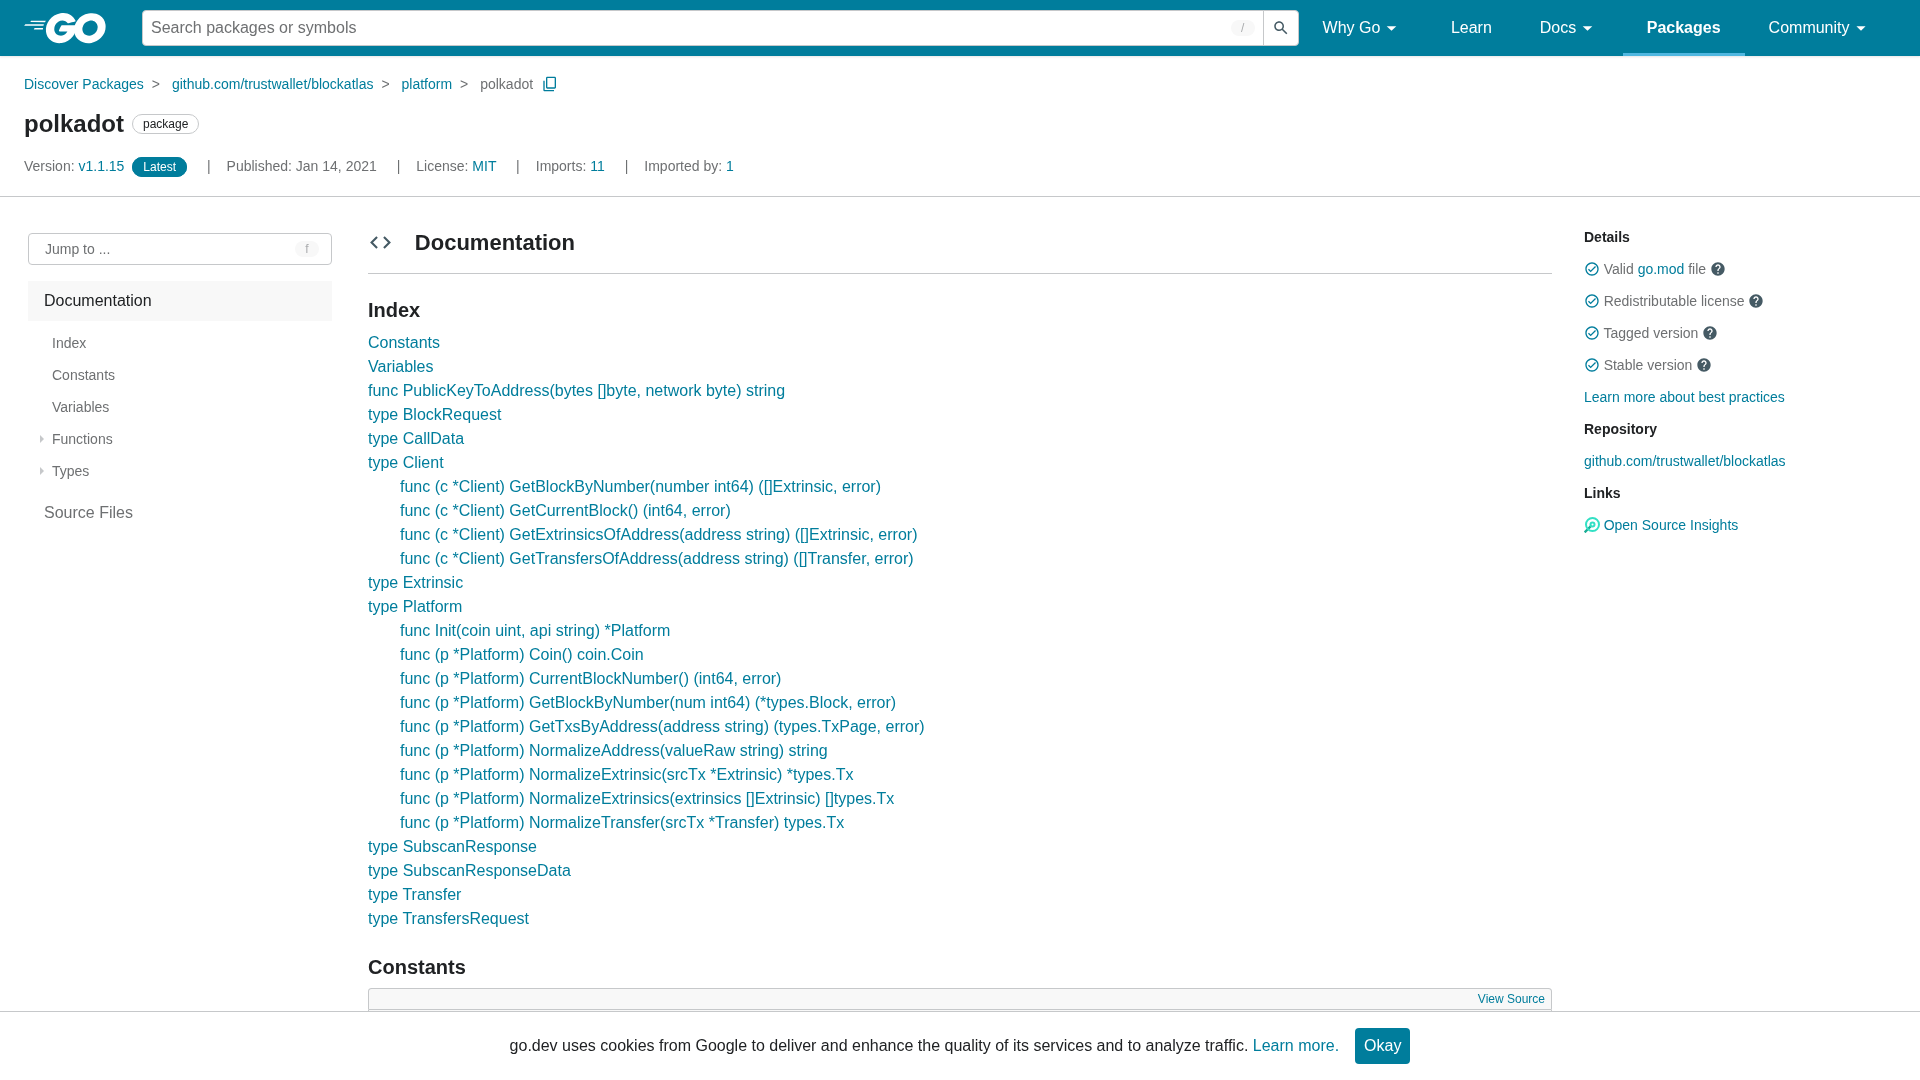 GO
Search packages or symbols
/
Why Go
Learn
Docs
Packages
Community
Discover Packages > github.com/trustwallet/blockatlas > platform > polkadot
polkadot package
Version: v1.1.15 Latest | Published: Jan 14, 2021 | License: MIT | Imports: 11 | Imported by: 1
Jump to ...
f
Documentation
Index
Constants
Variables
Functions
Types
Source Files
Documentation
Index
Constants
Variables
func PublicKeyToAddress(bytes []byte, network byte) string
type BlockRequest
type CallData
type Client
func (c *Client) GetBlockByNumber(number int64) ([]Extrinsic, error)
func (c *Client) GetCurrentBlock() (int64, error)
func (c *Client) GetExtrinsicsOfAddress(address string) ([]Extrinsic, error)
func (c *Client) GetTransfersOfAddress(address string) ([]Transfer, error)
type Extrinsic
type Platform
func Init(coin uint, api string) *Platform
func (p *Platform) Coin() coin.Coin
func (p *Platform) CurrentBlockNumber() (int64, error)
func (p *Platform) GetBlockByNumber(num int64) (*types.Block, error)
func (p *Platform) GetTxsByAddress(address string) (types.TxPage, error)
func (p *Platform) NormalizeAddress(valueRaw string) string
func (p *Platform) NormalizeExtrinsic(srcTx *Extrinsic) *types.Tx
func (p *Platform) NormalizeExtrinsics(extrinsics []Extrinsic) []types.Tx
func (p *Platform) NormalizeTransfer(srcTx *Transfer) types.Tx
type SubscanResponse
type SubscanResponseData
type Transfer
type TransfersRequest
Constants
View Source
Details
Valid go.mod file
Redistributable license
Tagged version
Stable version
Learn more about best practices
Repository
github.com/trustwallet/blockatlas
Links
Open Source Insights
go.dev uses cookies from Google to deliver and enhance the quality of its services and to analyze traffic. Learn more.
Okay